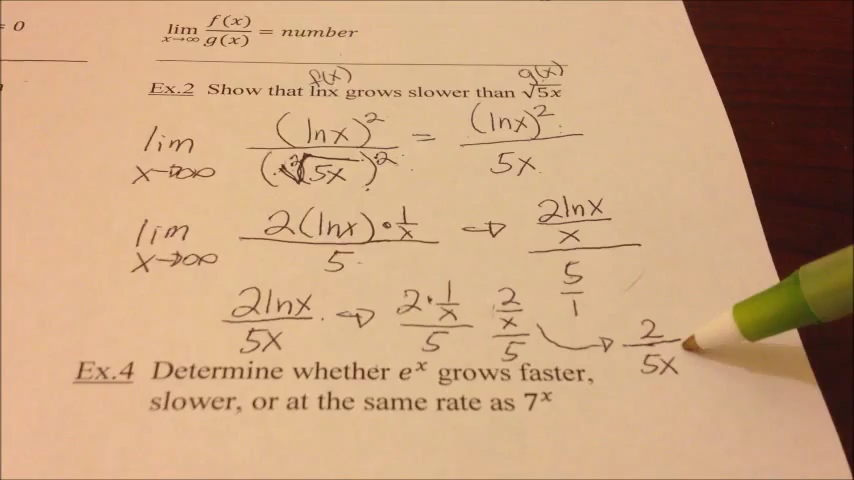 = 0
lim x→∞ f(x)/g(x) = number
f(x) g(x)
Ex.2 Show that lnx grows slower than √5x
lim x→∞ (lnx)² / (²√5x)² = (lnx)² / 5x
lim x→∞ 2(lnx)·1/x / 5 → 2lnx/x / 5/1
2lnx / 5x → 2·1/x / 5 2/x / 5 → 2 / 5x
Ex.4 Determine whether eˣ grows faster,
slower, or at the same rate as 7ˣ